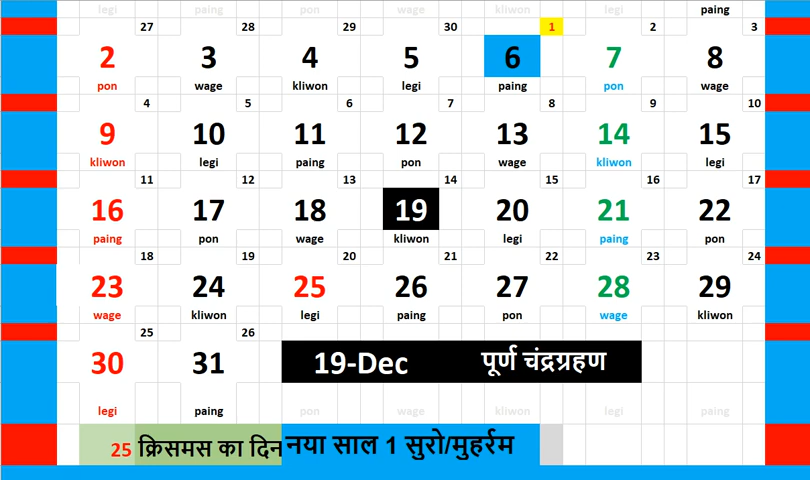 legi paing pon wage kliwon legi paing
27 28 29 30 1 2 3
2 3 4 5 6 7 8
pon wage kliwon legi paing pon wage
4 5 6 7 8 9 10
9 10 11 12 13 14 15
kliwon legi paing pon wage kliwon legi
11 12 13 14 15 16 17
16 17 18 19 20 21 22
paing pon wage kliwon legi paing pon
18 19 20 21 22 23 24
23 24 25 26 27 28 29
wage kliwon legi paing pon wage kliwon
25 26
30 31 19-Dec पूर्ण चंद्रग्रहण
legi paing pon wage kliwon legi paing
25 क्रिसमस का दिन नया साल 1 सुरो/मुहर्रम